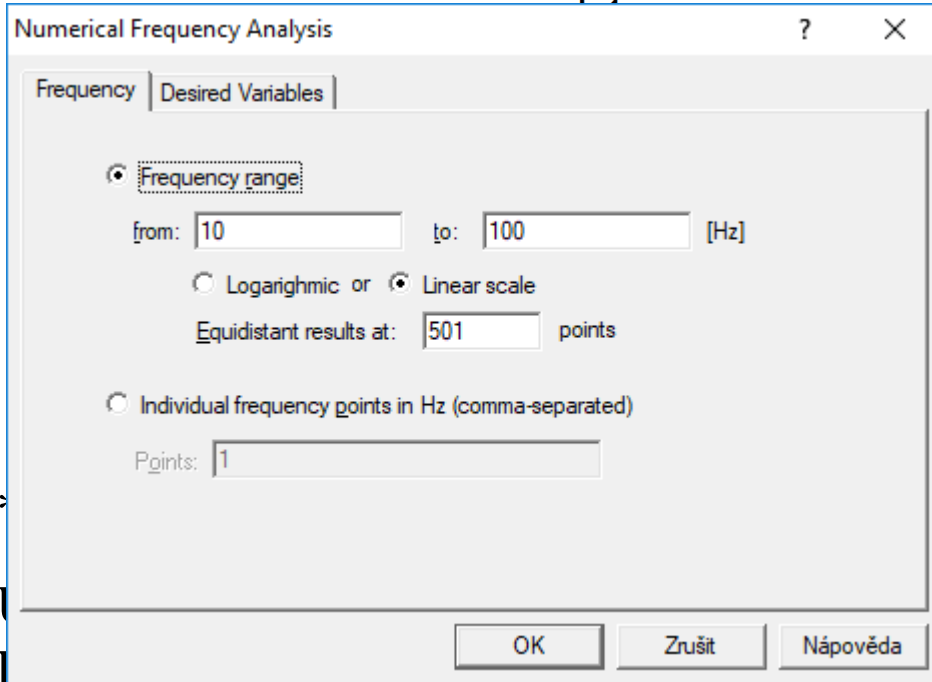 Numerical Frequency Analysis ?
Frequency Desired Variables
Frequency range
from: 10 to: 100 [Hz]
Logarighmic or Linear scale
Equidistant results at: 501 points
Individual frequency points in Hz (comma-separated)
Points: 1
OK Zrušit Nápověda